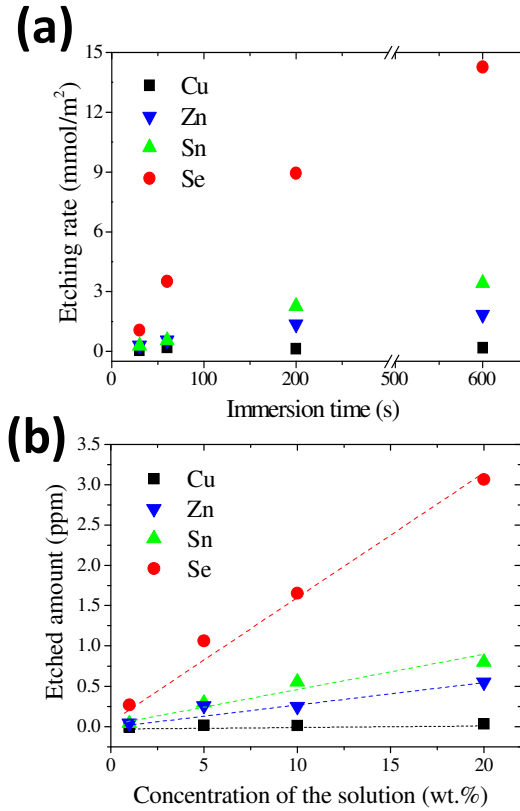 (a)
15
12
9
6
3
0
Etching rate (mmol/m²)
Cu
Zn
Sn
Se
0 100 200 500 600
Immersion time (s)
(b)
3.5
3.0
2.5
2.0
1.5
1.0
0.5
0.0
Etched amount (ppm)
Cu
Zn
Sn
Se
0 5 10 15 20
Concentration of the solution (wt.%)